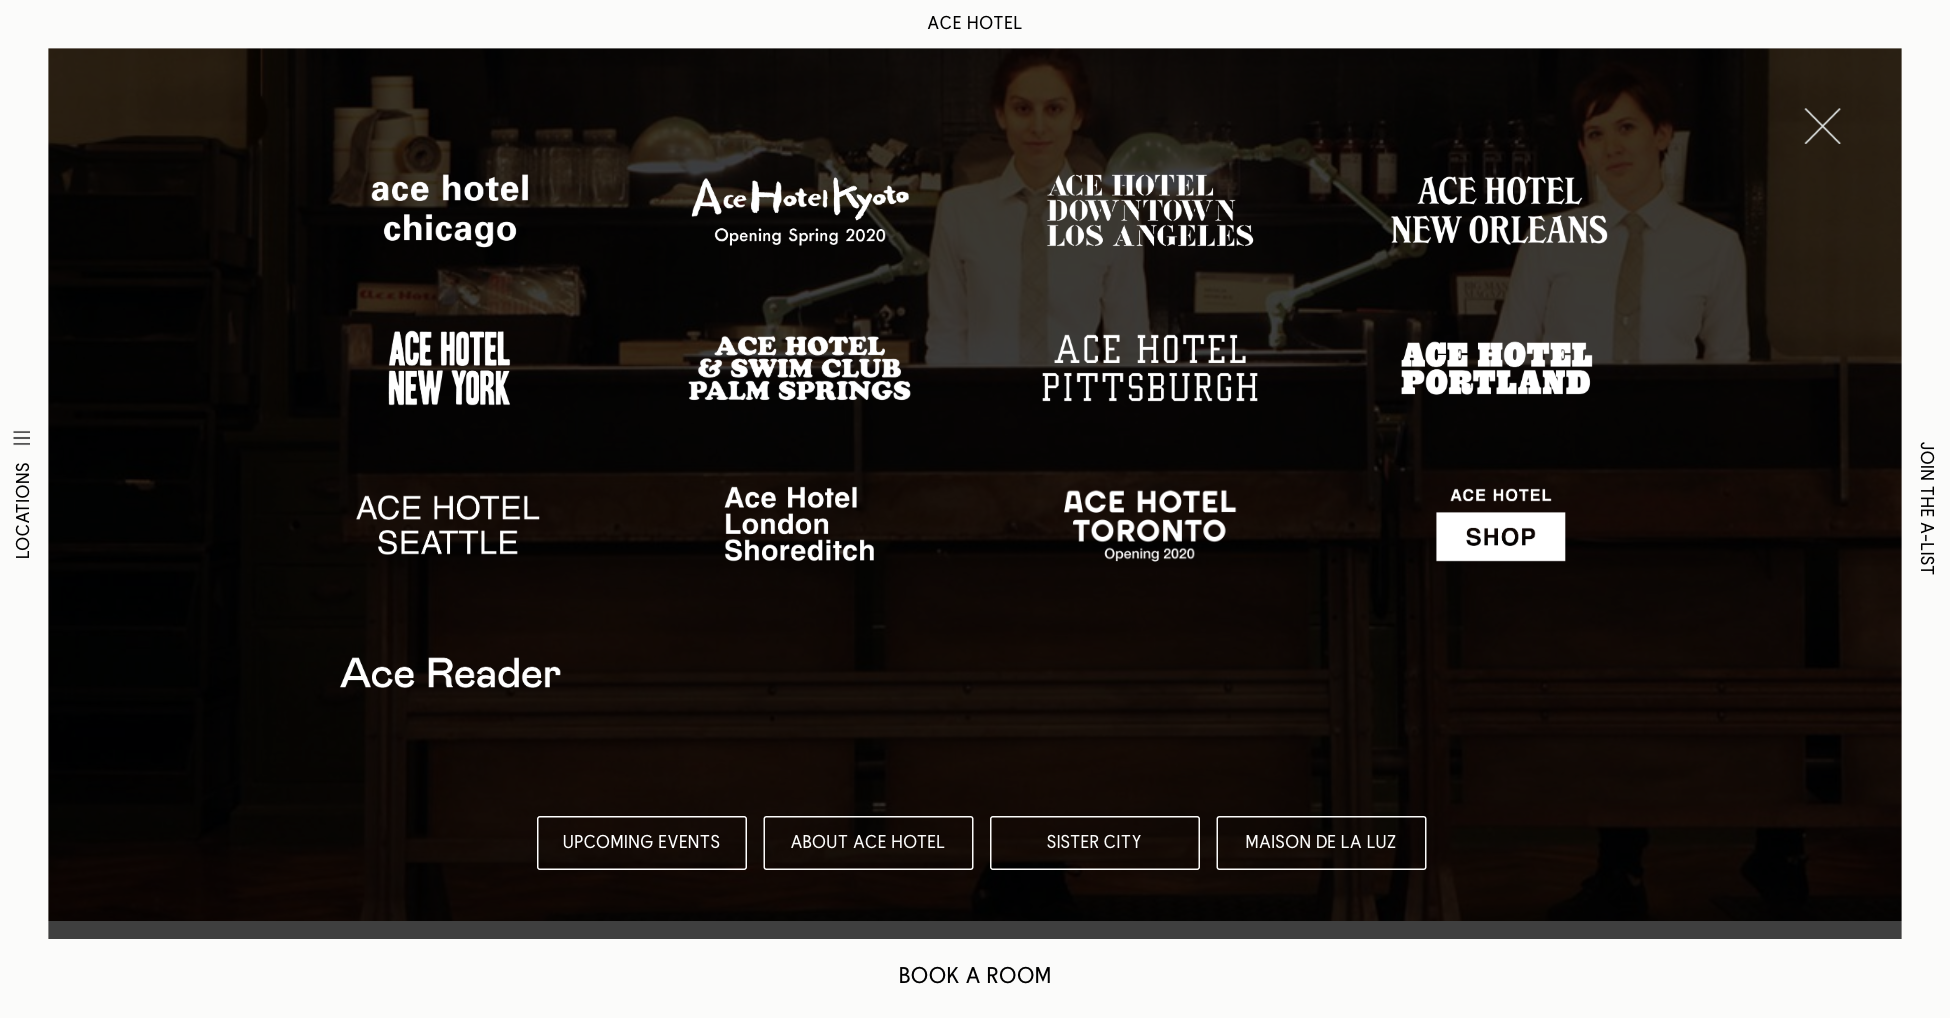 ACE HOTEL
ace hotel
chicago
Ace Hotel Kyoto
Opening Spring 2020
ACE HOTEL
DOWNTOWN
LOS ANGELES
ACE HOTEL
NEW ORLEANS
ACE HOTEL
NEW YORK
ACE HOTEL
& SWIM CLUB
PALM SPRINGS
ACE HOTEL
PITTSBURGH
ACE HOTEL
PORTLAND
LOCATIONS
JOIN THE A-LIST
ACE HOTEL
SEATTLE
Ace Hotel
London
Shoreditch
ACE HOTEL
TORONTO
Opening 2020
ACE HOTEL
SHOP
Ace Reader
UPCOMING EVENTS
ABOUT ACE HOTEL
SISTER CITY
MAISON DE LA LUZ
BOOK A ROOM